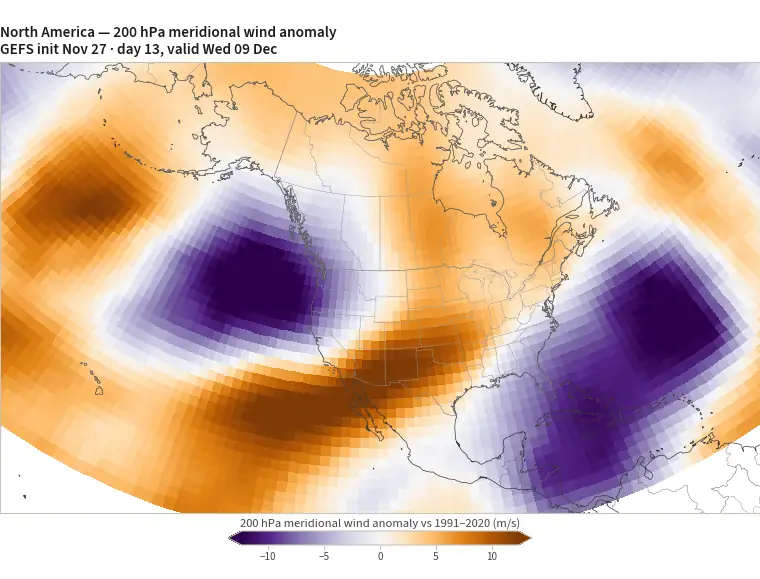 North America — 200 hPa meridional wind anomaly
GEFS init Nov 27 · day 13, valid Wed 09 Dec
200 hPa meridional wind anomaly vs 1991–2020 (m/s)
−10 −5 0 5 10